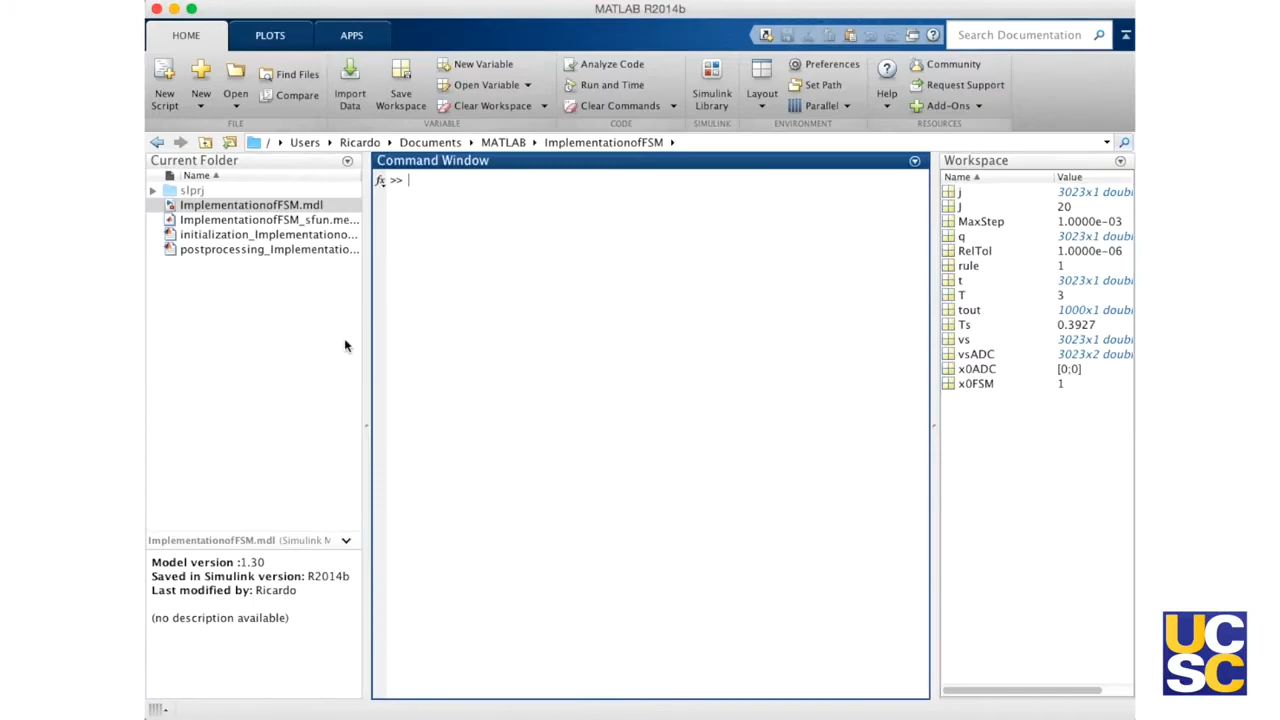 MATLAB R2014b
HOME
PLOTS
APPS
Search Documentation
New Script
New
Open
Find Files
Compare
Import Data
Save Workspace
New Variable
Open Variable
Clear Workspace
Analyze Code
Run and Time
Clear Commands
Simulink Library
Layout
Preferences
Set Path
Parallel
Help
Community
Request Support
Add-Ons
FILE
VARIABLE
CODE
SIMULINK
ENVIRONMENT
RESOURCES
/ Users Ricardo Documents MATLAB ImplementationofFSM
Current Folder
Name
slprj
ImplementationofFSM.mdl
ImplementationofFSM_sfun.me...
initialization_Implementationo...
postprocessing_Implementatio...
ImplementationofFSM.mdl (Simulink M
Model version :1.30
Saved in Simulink version: R2014b
Last modified by: Ricardo
(no description available)
Command Window
fx >>
Workspace
Name Value
j 3023x1 doubl
J 20
MaxStep 1.0000e-03
q 3023x1 doubl
RelTol 1.0000e-06
rule 1
t 3023x1 doubl
T 3
tout 1000x1 doubl
Ts 0.3927
vs 3023x1 doubl
vsADC 3023x2 doubl
x0ADC [0;0]
x0FSM 1
UC
SC